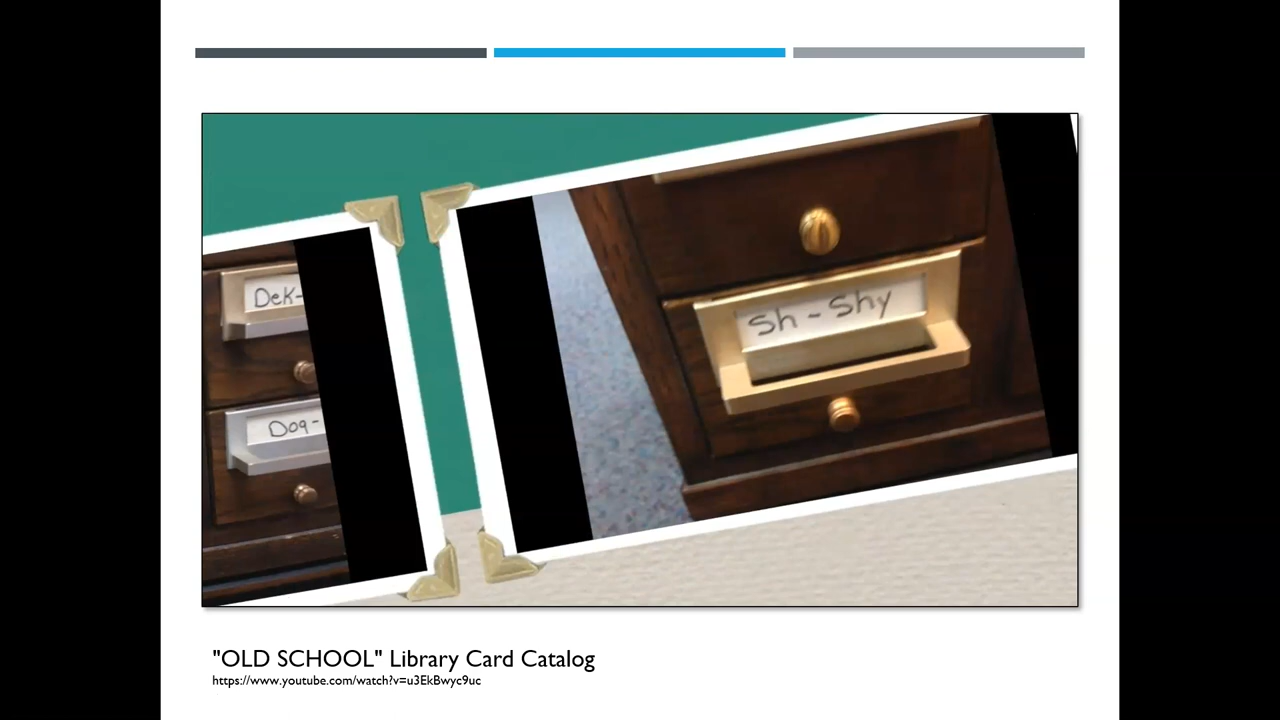 Dek-
Dog-
Sh - Shy
"OLD SCHOOL" Library Card Catalog
https://www.youtube.com/watch?v=u3EkBwyc9uc